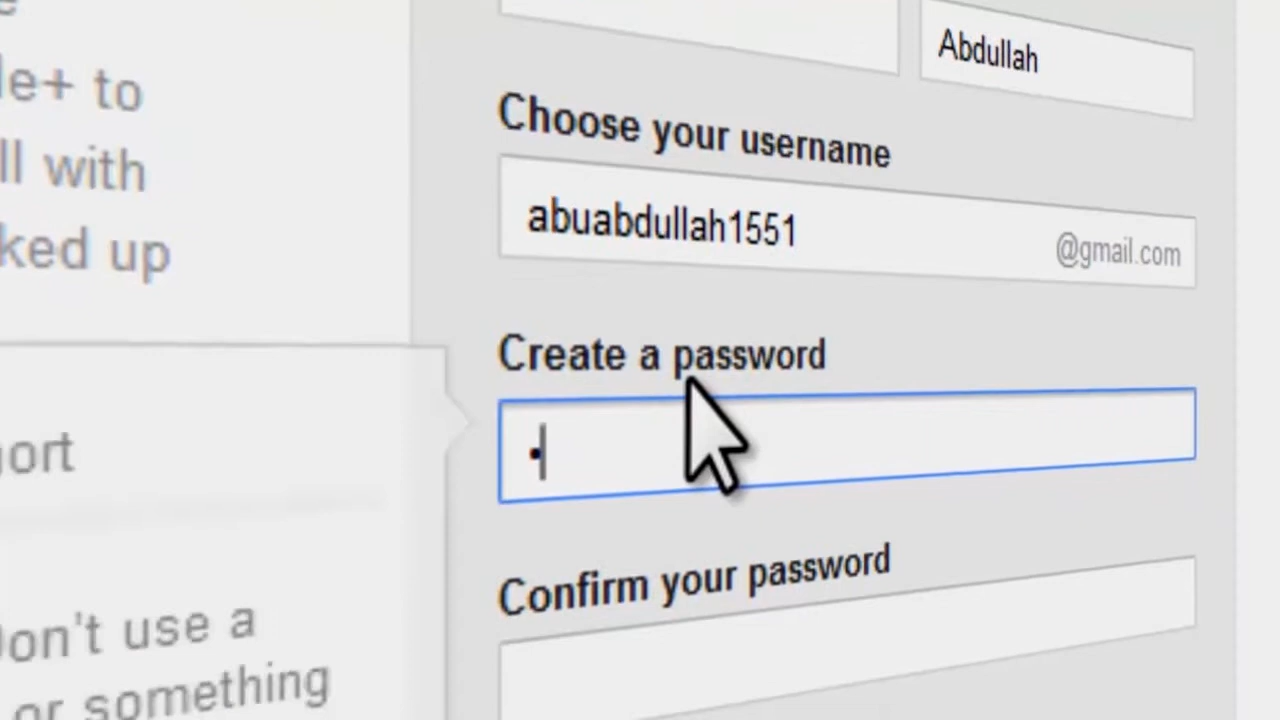 e
le+ to
ll with
ked up
ort
on't use a
or something
Abdullah
Choose your username
abuabdullah1551
@gmail.com
Create a password
•
Confirm your password